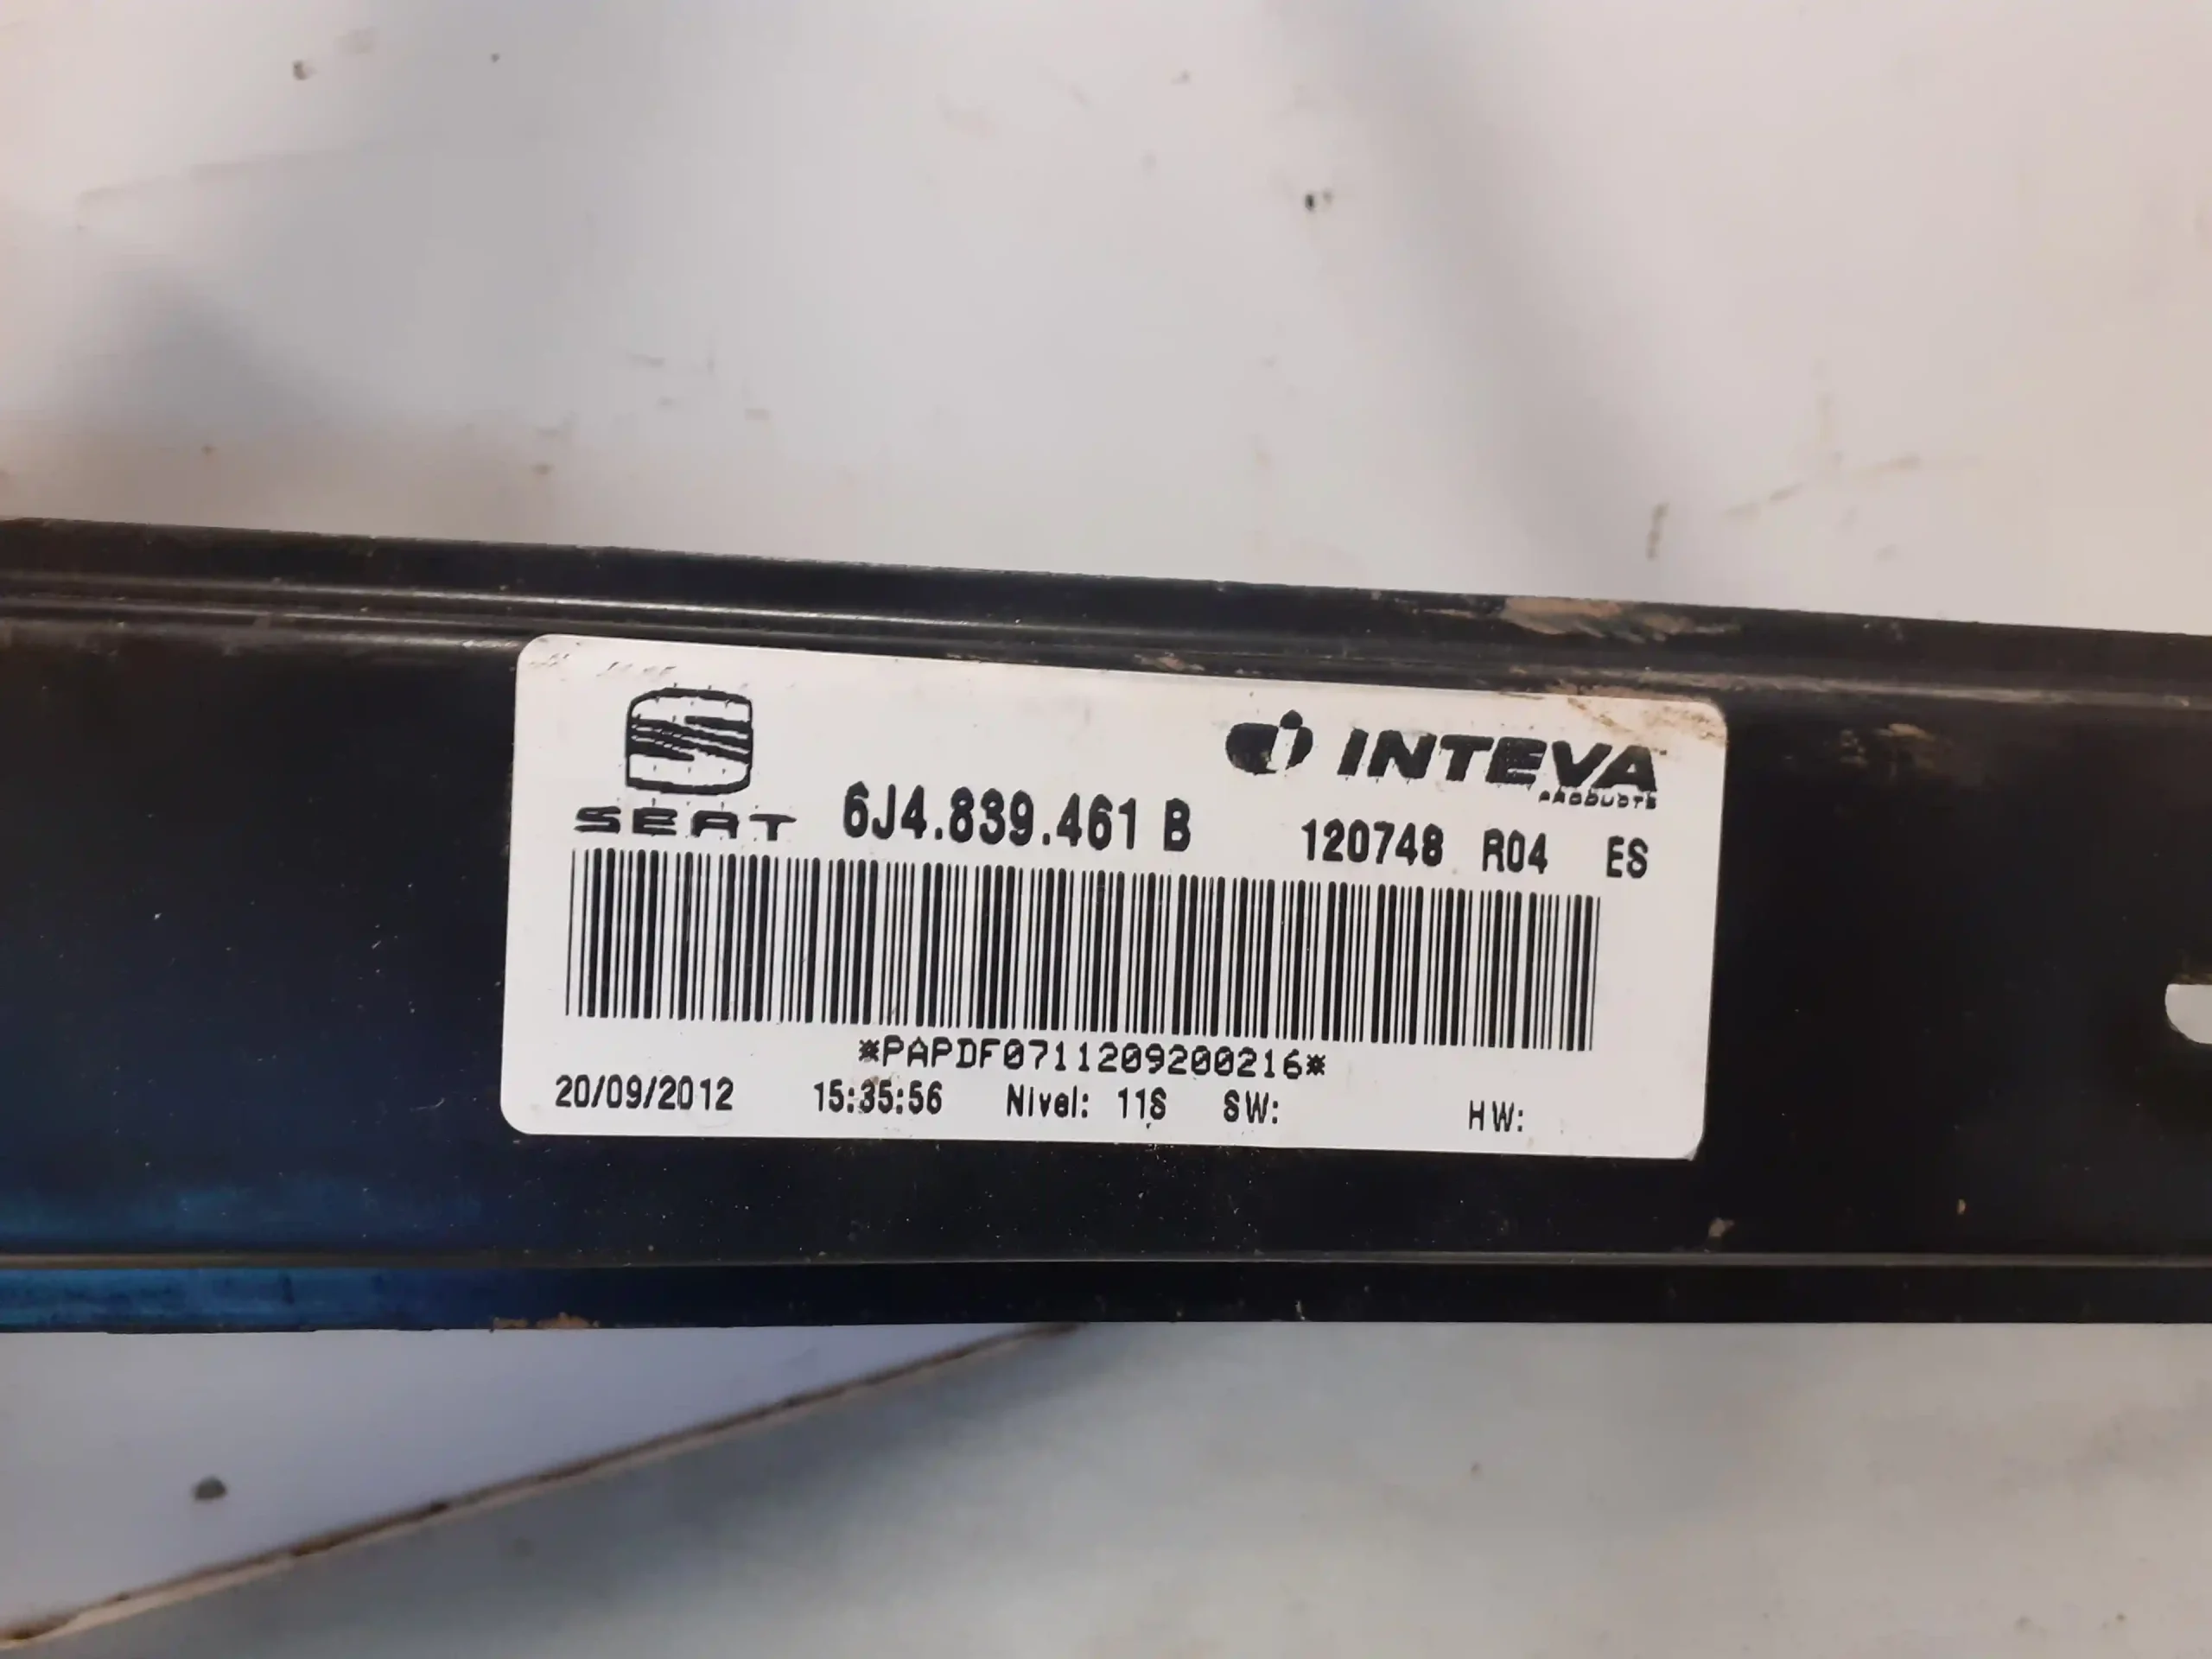 SEAT
INTEVA
PRODUCTS
6J4.839.461 B
120748 R04 ES
*PAPDF0711209200216*
20/09/2012 15:35:56 Nivel: 11S SW: HW: